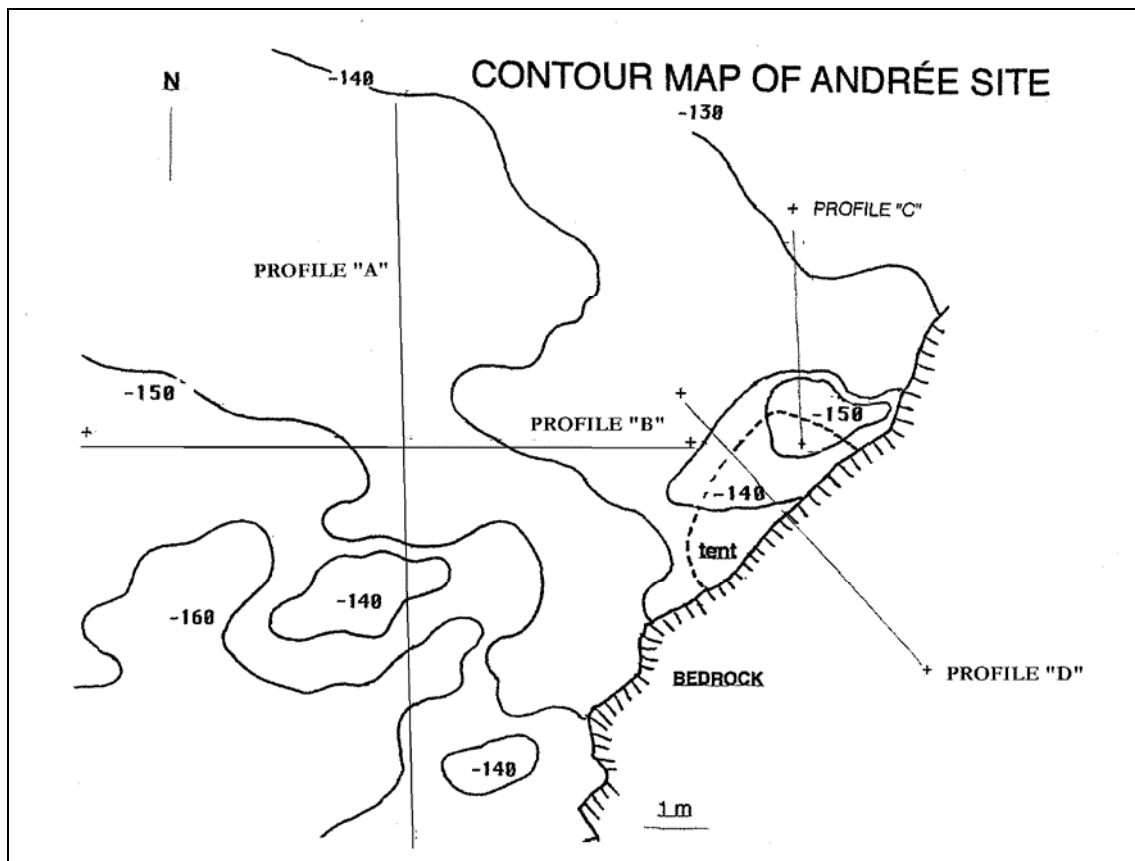 N
CONTOUR MAP OF ANDRÉE SITE
-140
-130
PROFILE "C"
PROFILE "A"
-150
PROFILE "B"
-150
-140
tent
-140
-160
BEDROCK
PROFILE "D"
-140
1 m